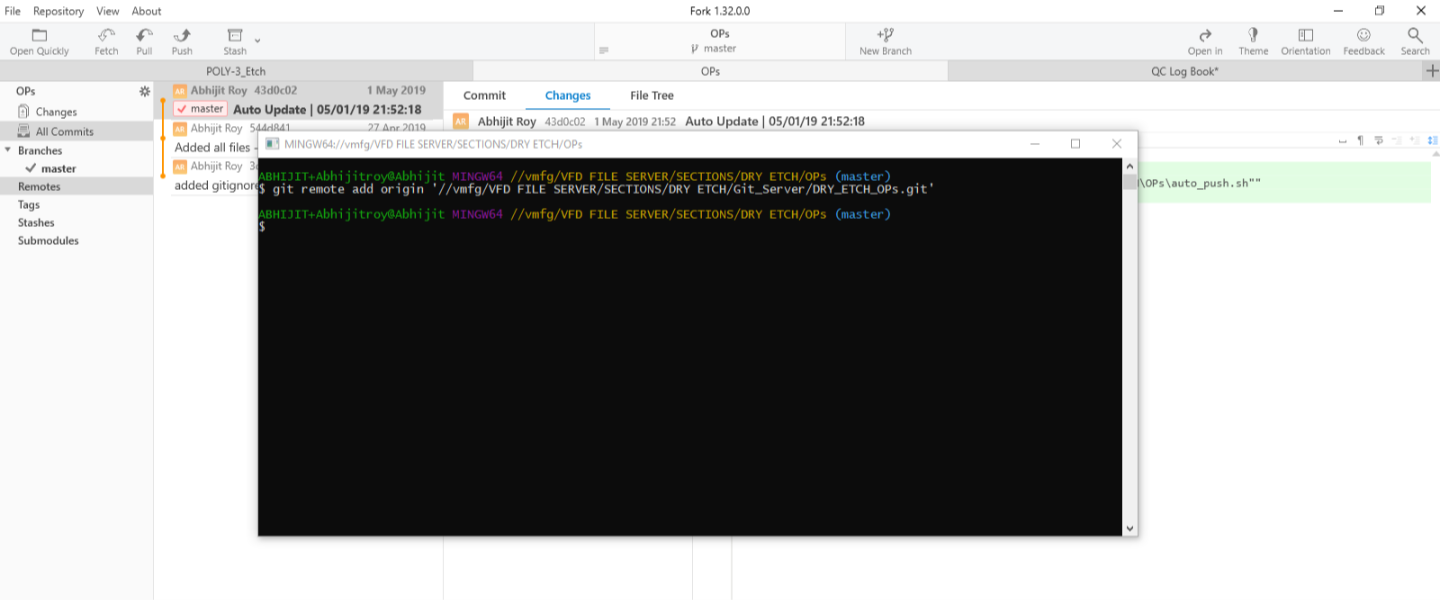 File Repository View About
Fork 1.32.0.0
Open Quickly Fetch Pull Push Stash
OPs
master
New Branch
Open in Theme Orientation Feedback Search
POLY-3_Etch
OPs
QC Log Book*
OPs
Changes
All Commits
Branches
master
Remotes
Tags
Stashes
Submodules
AR Abhijit Roy 43d0c02 1 May 2019
master Auto Update | 05/01/19 21:52:18
AR Abhijit Roy 544d841 27 Apr 2019
Added all files -
AR Abhijit Roy
added gitignore
Commit Changes File Tree
AR Abhijit Roy 43d0c02 1 May 2019 21:52 Auto Update | 05/01/19 21:52:18
\OPs\auto_push.sh""
MINGW64://vmfg/VFD FILE SERVER/SECTIONS/DRY ETCH/OPs
ABHIJIT+Abhijitroy@Abhijit MINGW64 //vmfg/VFD FILE SERVER/SECTIONS/DRY ETCH/OPs (master)
$ git remote add origin '//vmfg/VFD FILE SERVER/SECTIONS/DRY ETCH/Git_Server/DRY_ETCH_OPs.git'
ABHIJIT+Abhijitroy@Abhijit MINGW64 //vmfg/VFD FILE SERVER/SECTIONS/DRY ETCH/OPs (master)
$